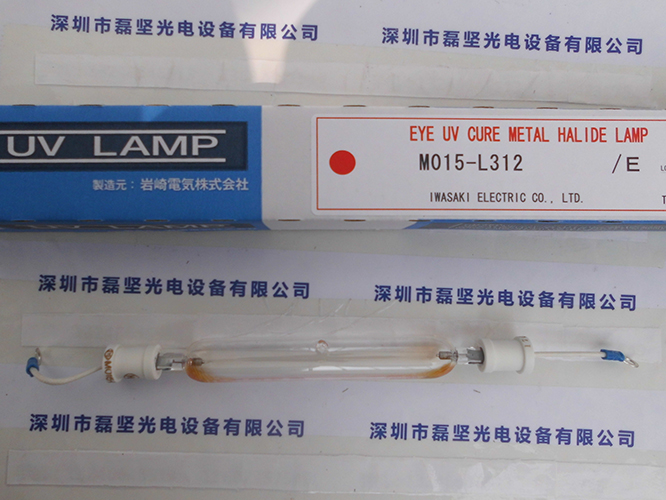 深圳市磊坚光电设备有限公司
深圳市磊坚光电设备有限公司
UV LAMP
製造元：岩崎電気株式会社
EYE UV CURE METAL HALIDE LAMP
M015-L312 /E
IWASAKI ELECTRIC CO., LTD.
深圳市磊坚光电设备有限公司
深圳市磊坚光电设备有限公司
深圳市磊坚光电设备有限公司
深圳市磊坚光电设备有限公司